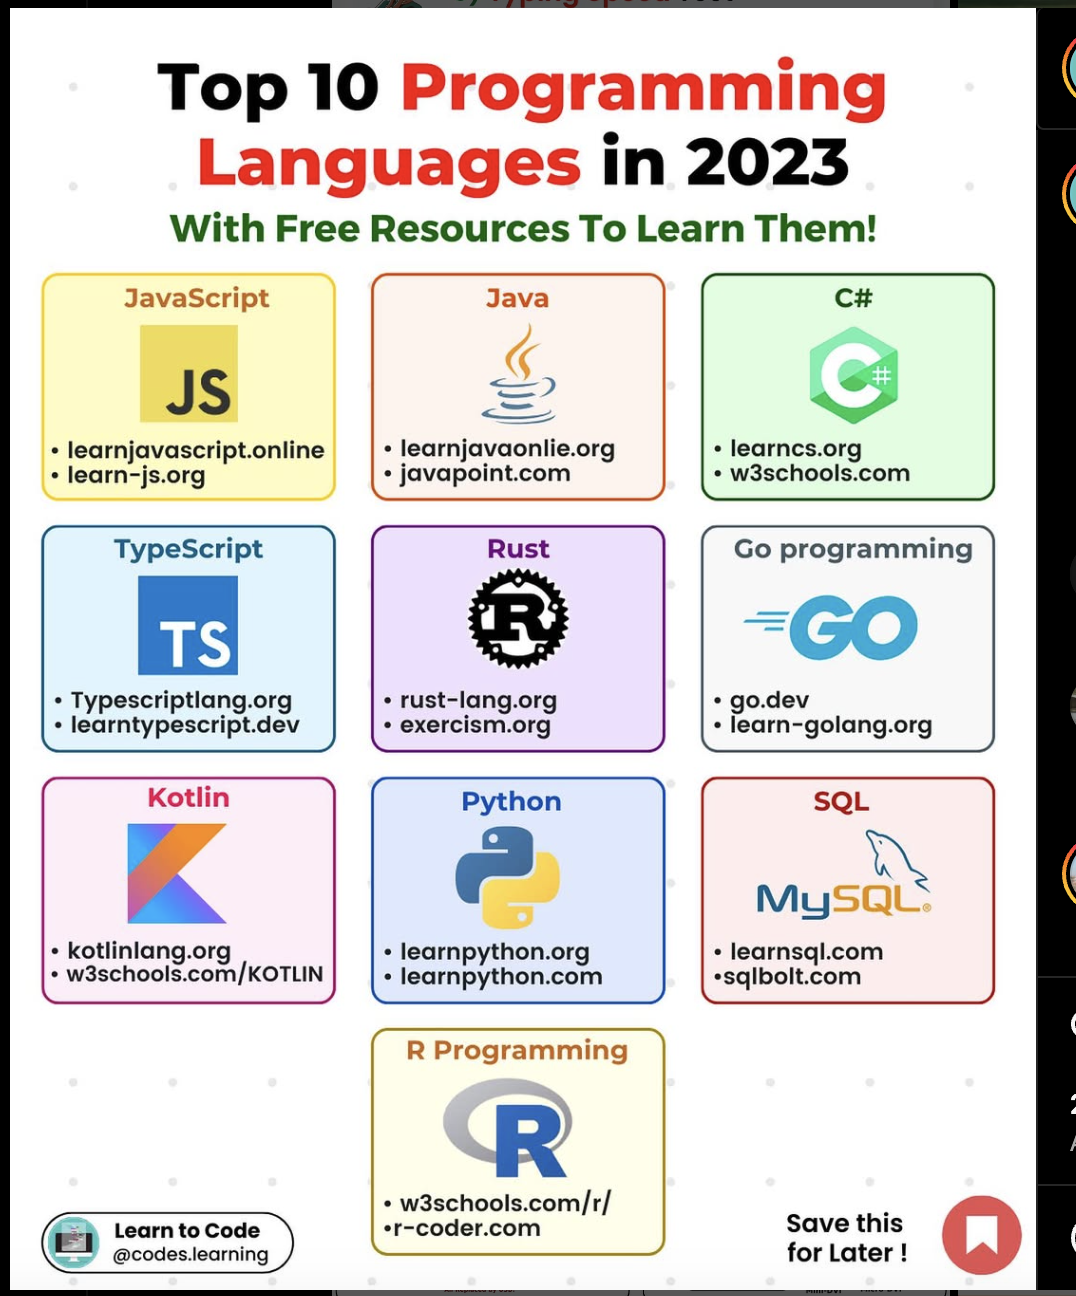 Typing Speed
Top 10 Programming
Languages in 2023
With Free Resources To Learn Them!
JavaScript
JS
• learnjavascript.online
• learn-js.org
Java
• learnjavaonlie.org
• javapoint.com
C#
C#
• learncs.org
• w3schools.com
TypeScript
TS
• Typescriptlang.org
• learntypescript.dev
Rust
R
• rust-lang.org
• exercism.org
Go programming
GO
• go.dev
• learn-golang.org
Kotlin
• kotlinlang.org
• w3schools.com/KOTLIN
Python
• learnpython.org
• learnpython.com
SQL
MySQL®
• learnsql.com
•sqlbolt.com
R Programming
R
• w3schools.com/r/
•r-coder.com
Learn to Code
@codes.learning
Save this
for Later !